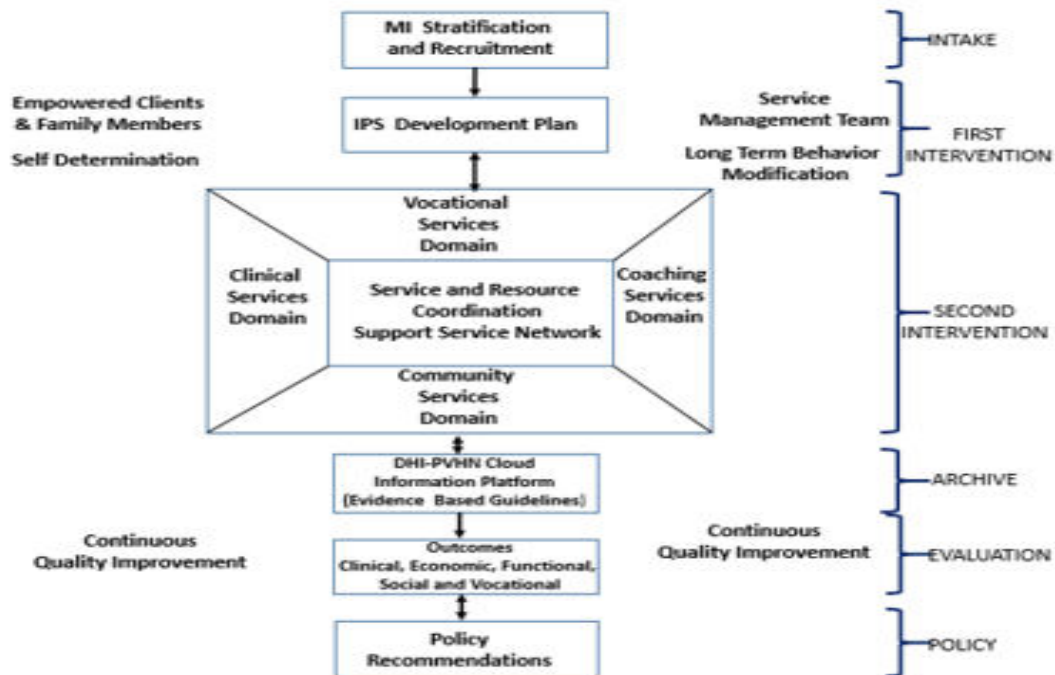 MI Stratification
and Recruitment
INTAKE
Empowered Clients
& Family Members
Self Determination
IPS Development Plan
Service
Management Team
Long Term Behavior
Modification
FIRST
INTERVENTION
Vocational
Services
Domain
Clinical
Services
Domain
Service and Resource
Coordination
Support Service Network
Coaching
Services
Domain
Community
Services
Domain
SECOND
INTERVENTION
DHI-PVHN Cloud
Information Platform
(Evidence Based Guidelines)
ARCHIVE
Continuous
Quality Improvement
Outcomes
Clinical, Economic, Functional,
Social and Vocational
Continuous
Quality Improvement
EVALUATION
Policy
Recommendations
POLICY